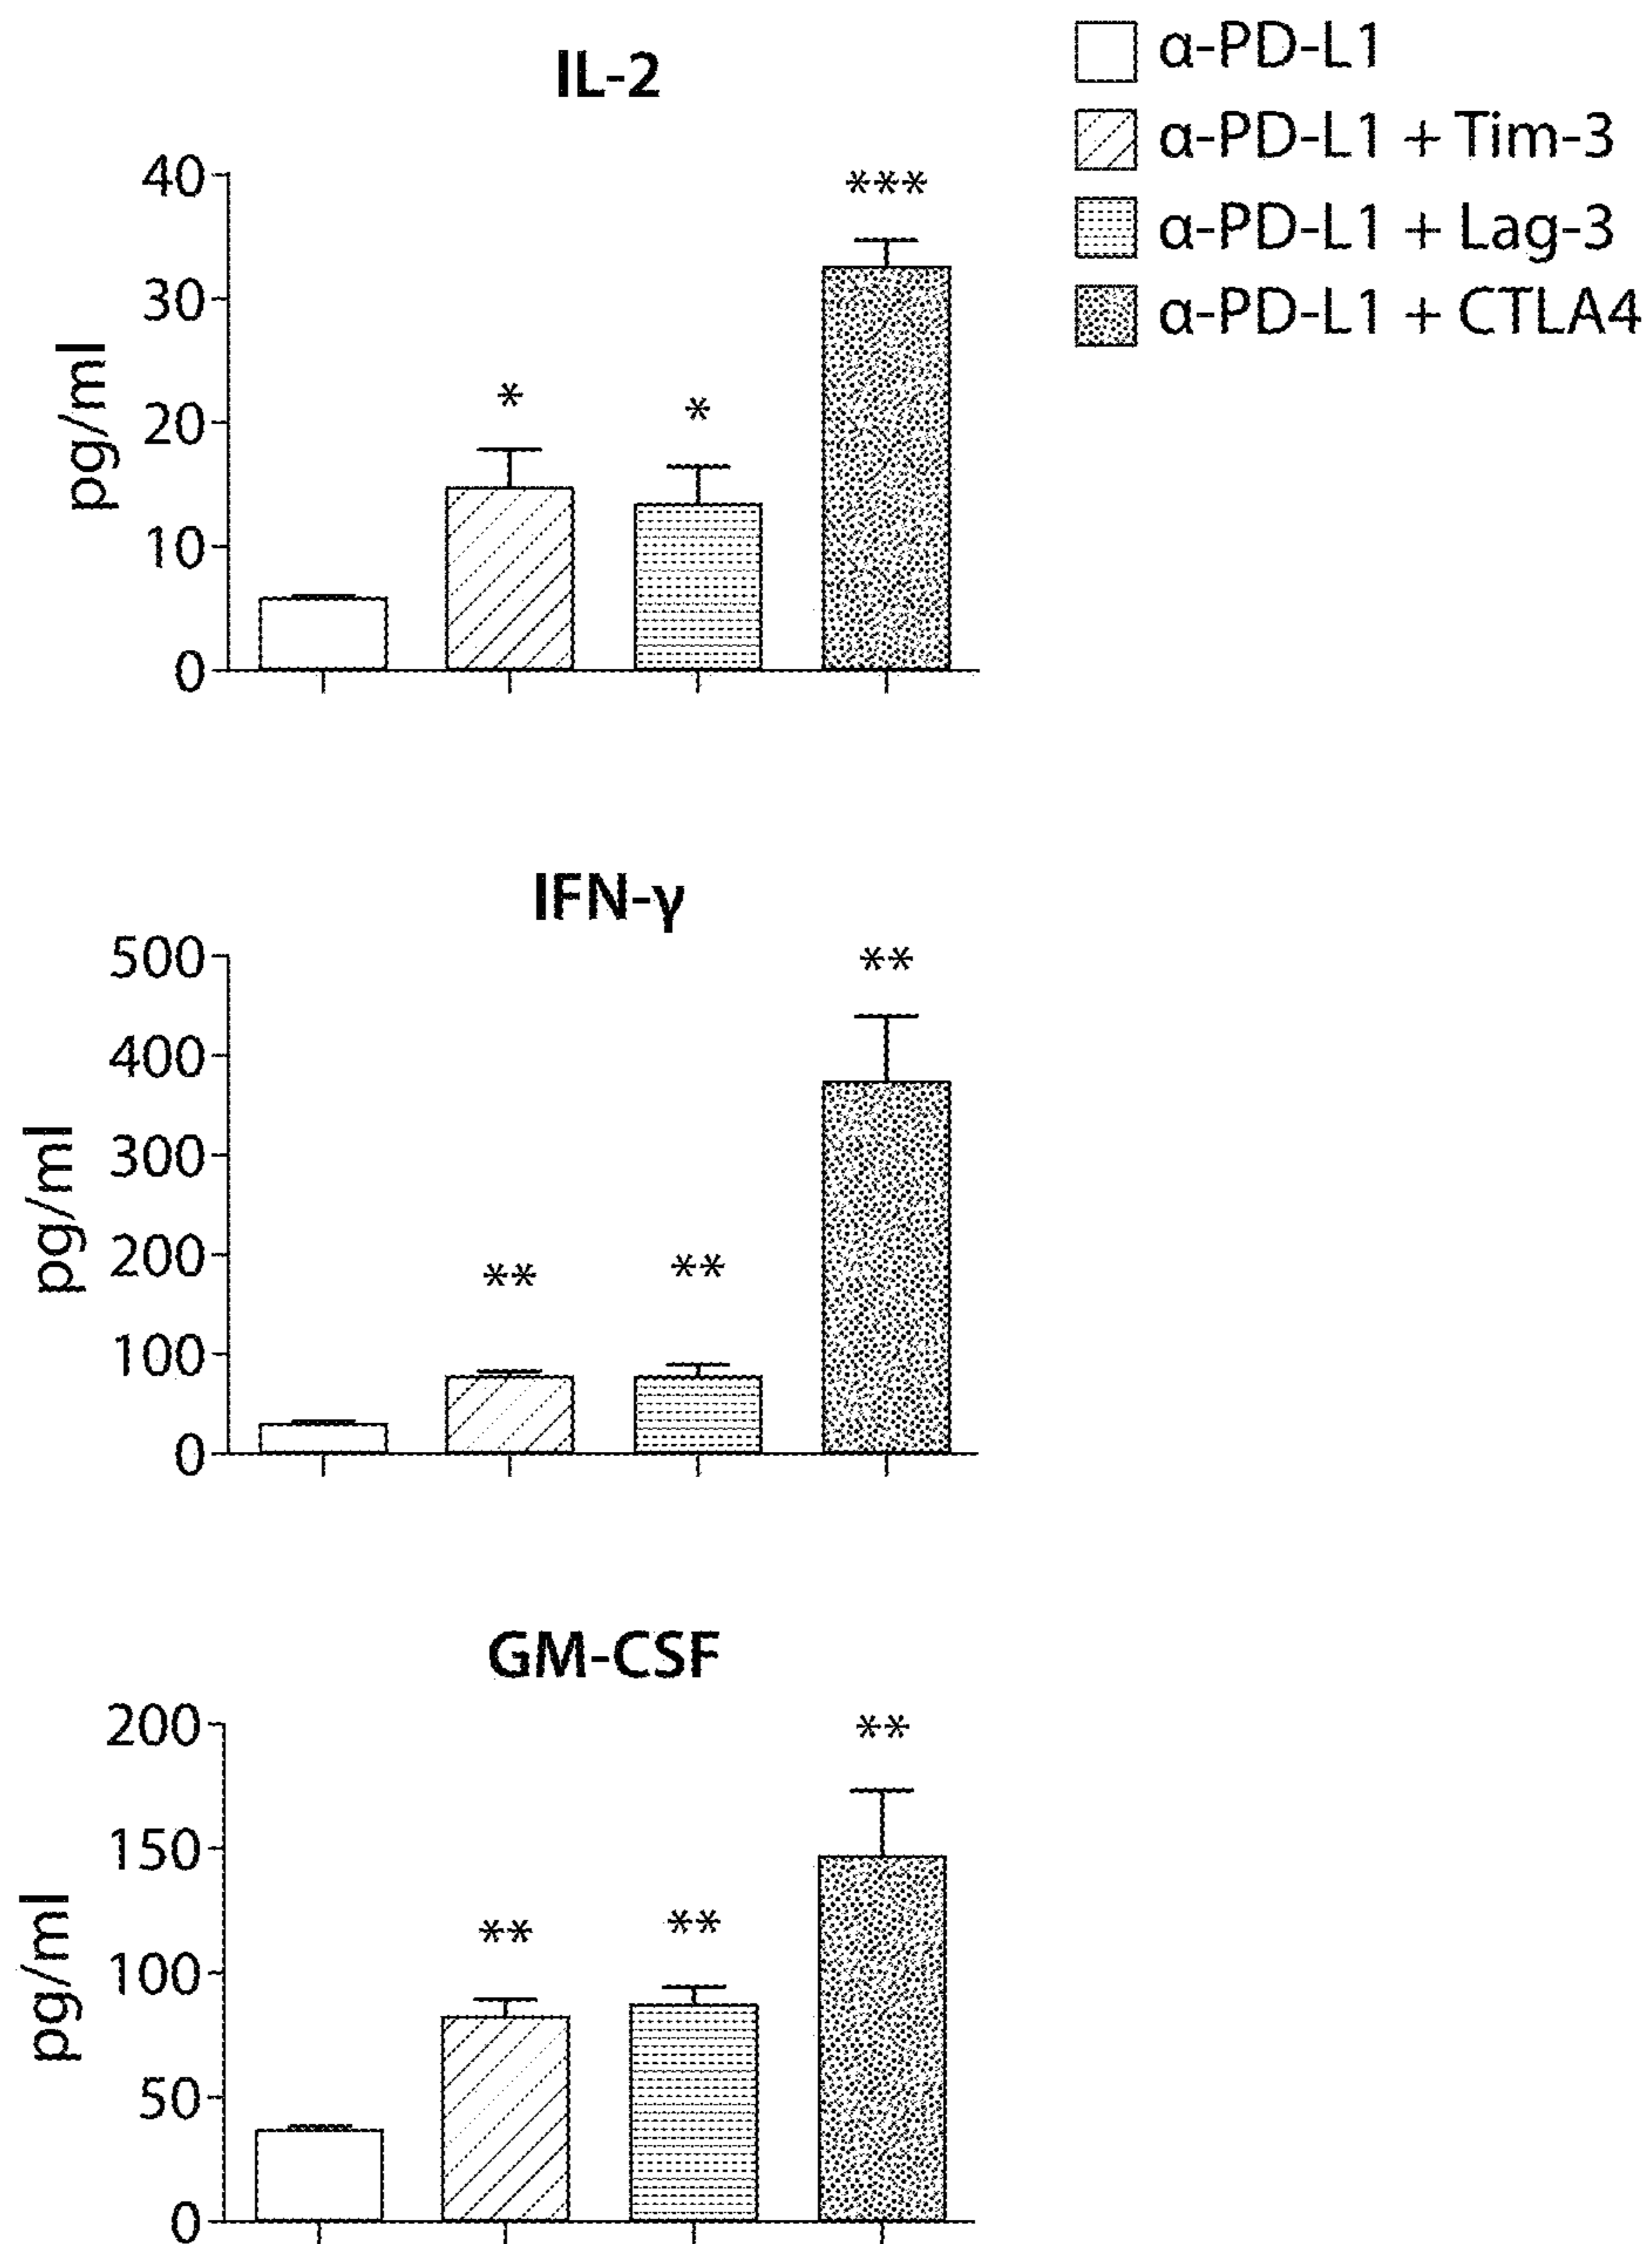 α-PD-L1
α-PD-L1 + Tim-3
α-PD-L1 + Lag-3
α-PD-L1 + CTLA4
IL-2
pg/ml
40
30
20
10
0
*
*
***
IFN-γ
pg/ml
500
400
300
200
100
0
**
**
**
GM-CSF
pg/ml
200
150
100
50
0
**
**
**